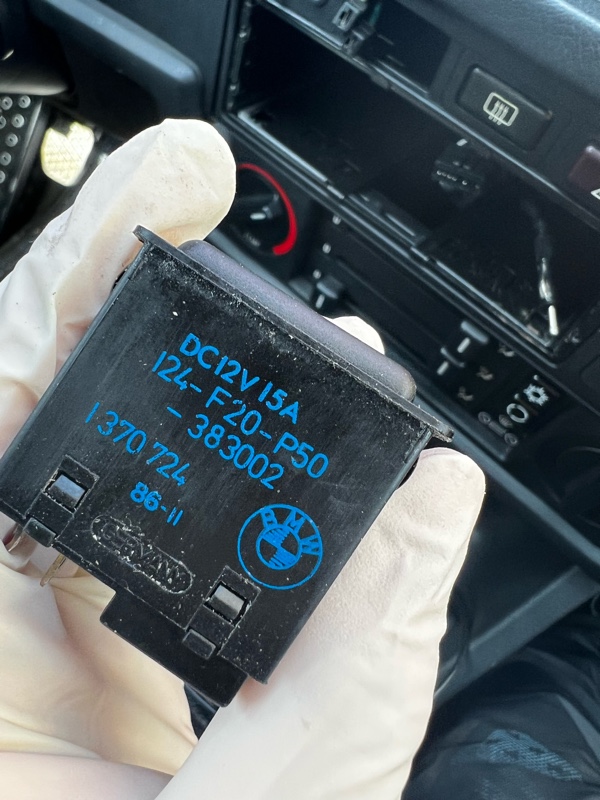 DC12V 15A
124-F20-P50
-383002
1 370 724
86-11
BMW